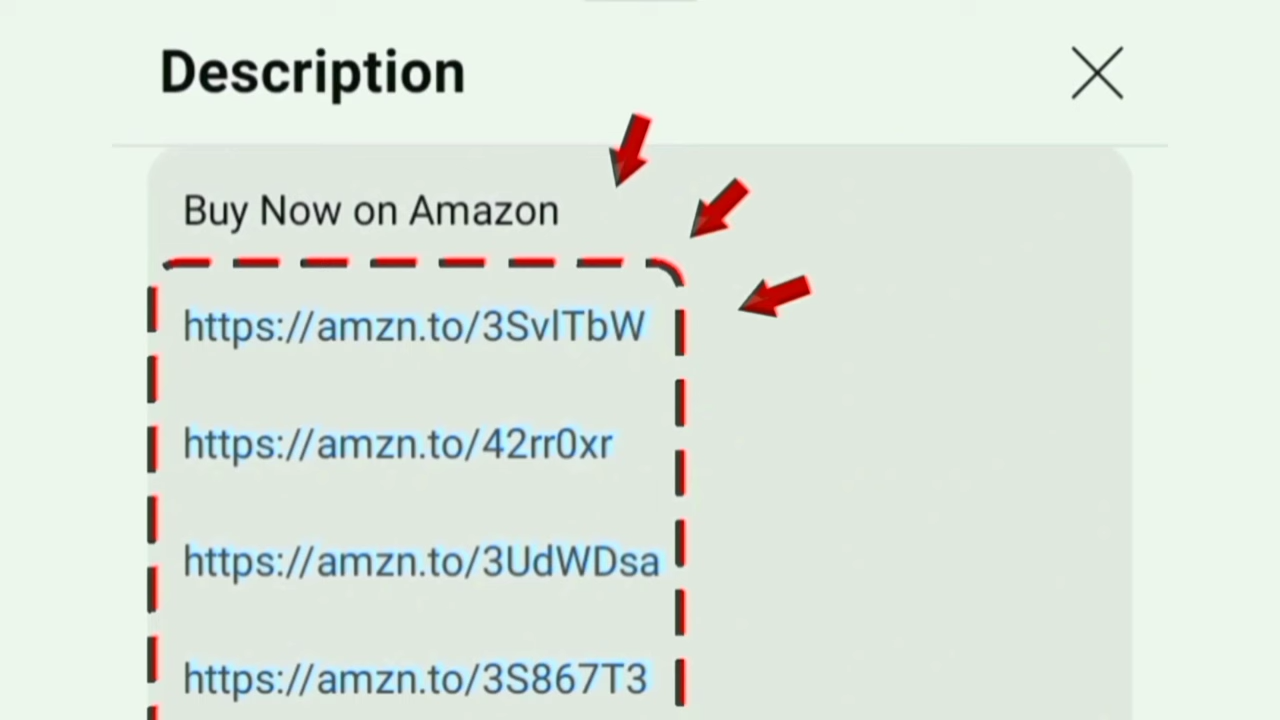 Description
Buy Now on Amazon
https://amzn.to/3SvlTbW
https://amzn.to/42rr0xr
https://amzn.to/3UdWDsa
https://amzn.to/3S867T3